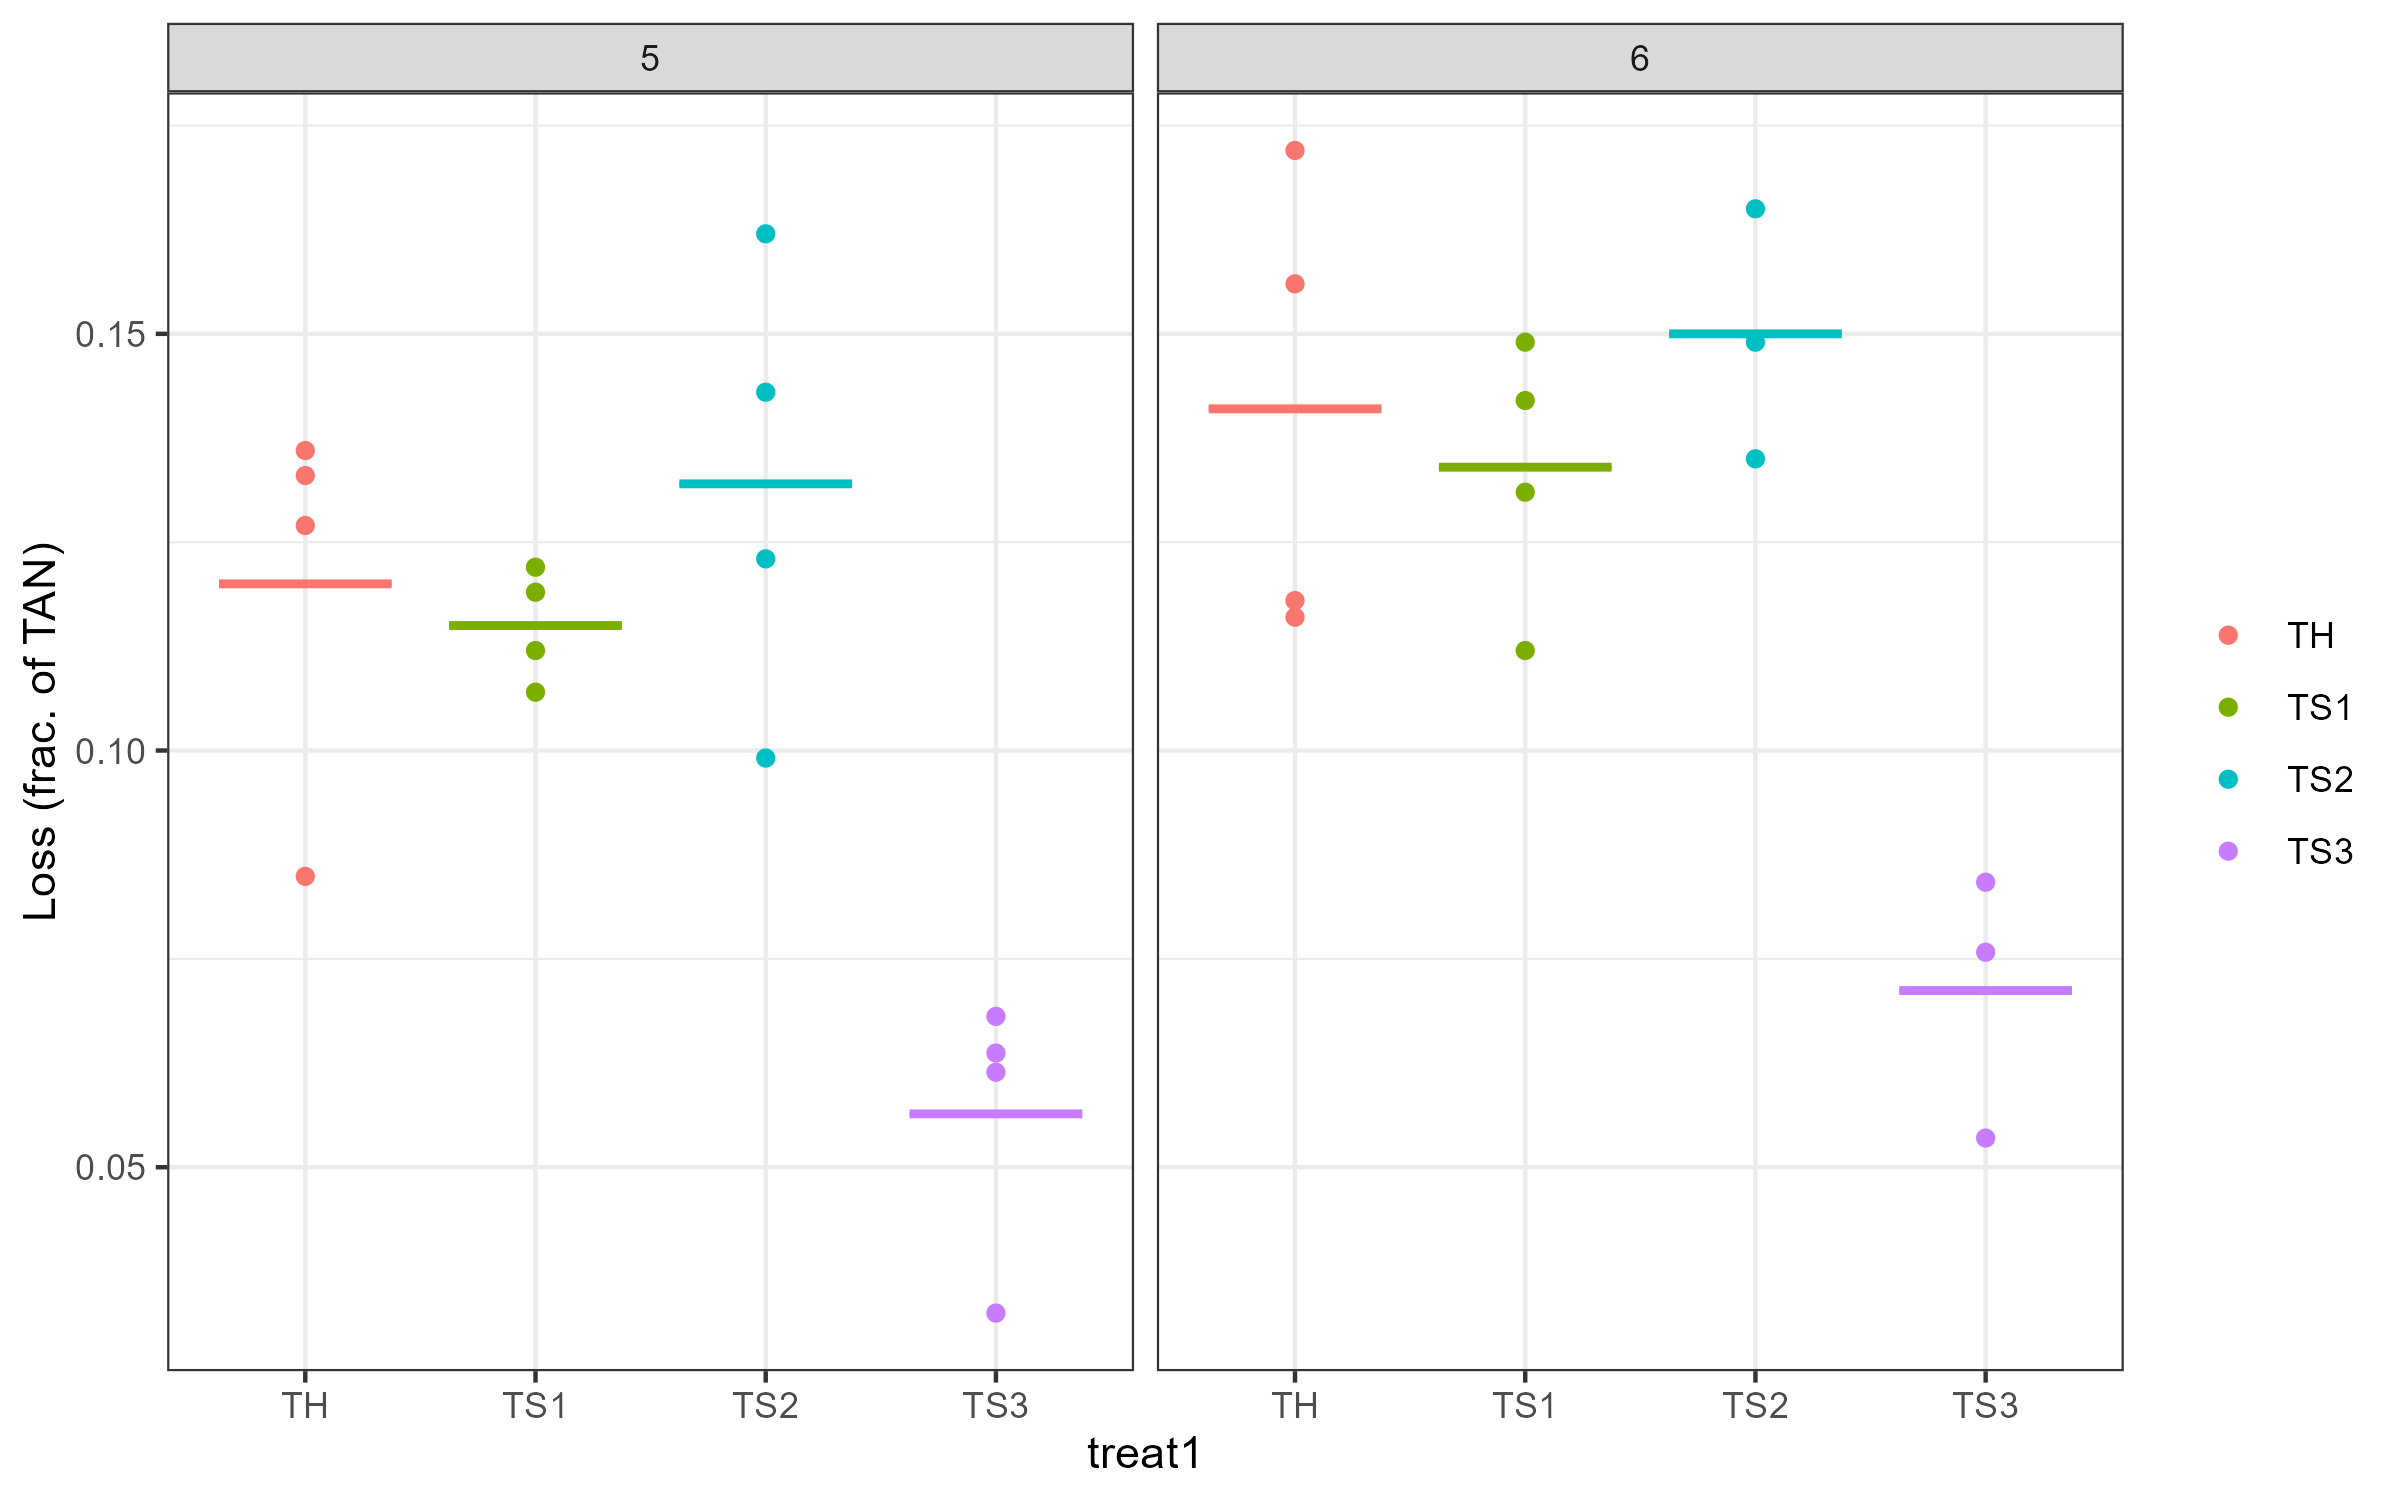 5
6
Loss (frac. of TAN)
0.15
0.10
0.05
TH TS1 TS2 TS3
TH TS1 TS2 TS3
treat1
TH
TS1
TS2
TS3